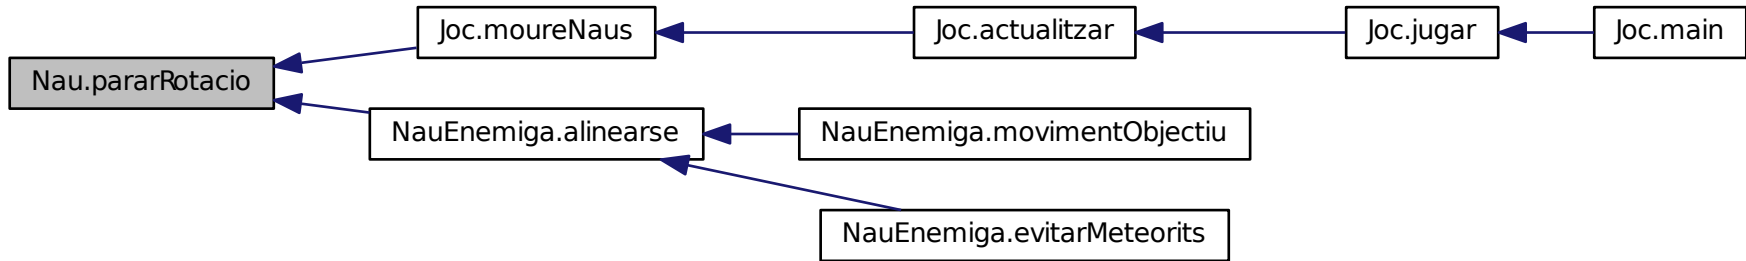 Joc.moureNaus
Joc.actualitzar
Joc.jugar
Joc.main
Nau.pararRotacio
NauEnemiga.alinearse
NauEnemiga.movimentObjectiu
NauEnemiga.evitarMeteorits